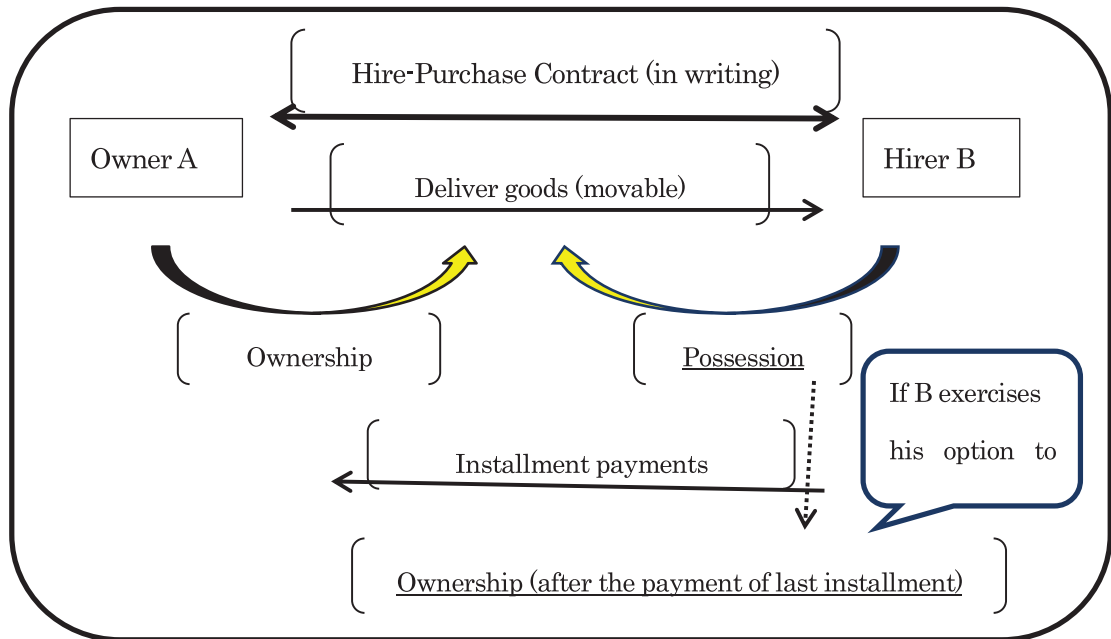 Hire-Purchase Contract (in writing)
Owner A
Hirer B
Deliver goods (movable)
Ownership
Possession
If B exercises
his option to
Installment payments
Ownership (after the payment of last installment)